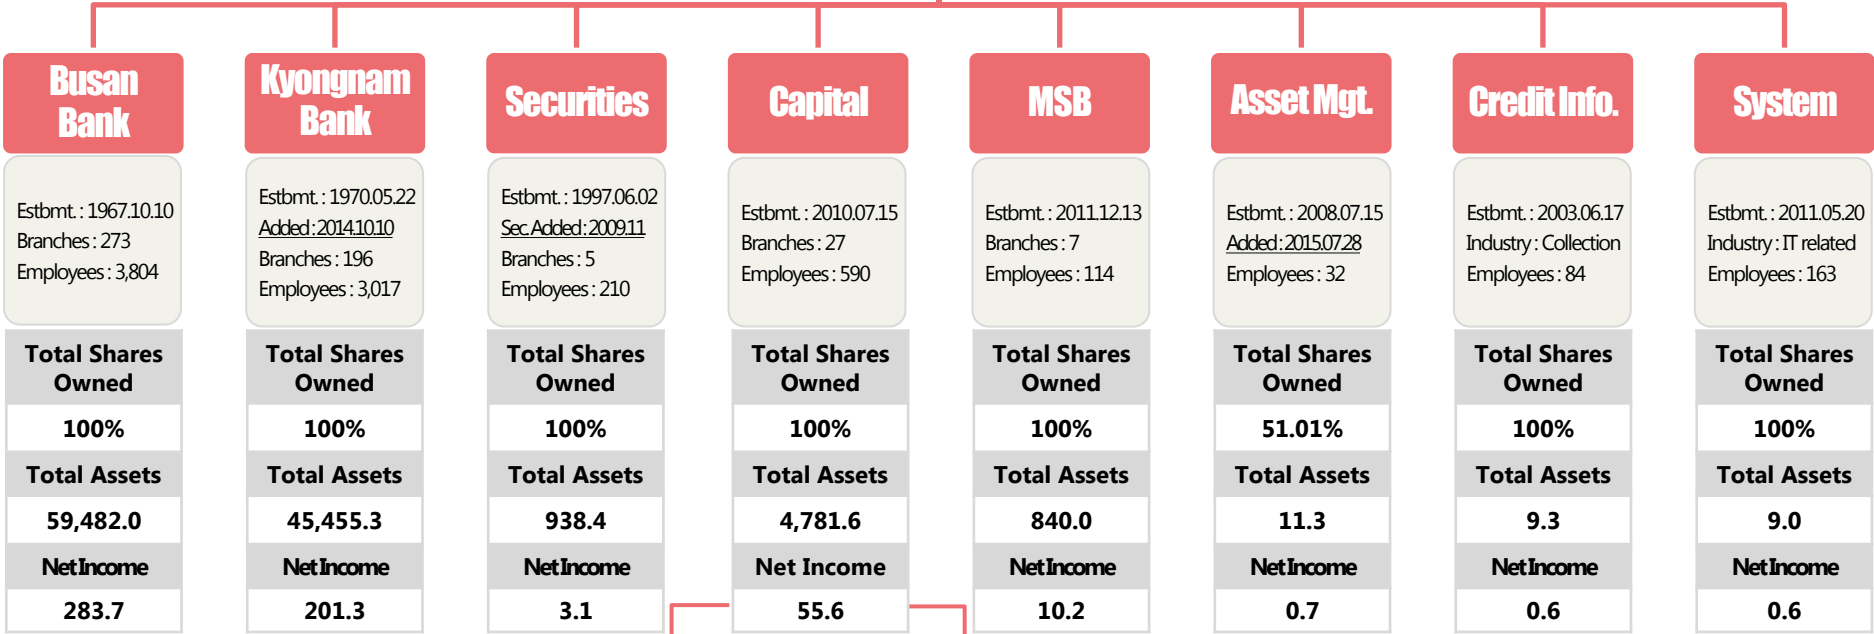 Busan
Bank
Estbmt. : 1967.10.10
Branches : 273
Employees : 3,804
Total Shares
Owned
100%
Total Assets
59,482.0
Net Income
283.7
Kyongnam
Bank
Estbmt. : 1970.05.22
Added : 2014.10.10
Branches : 196
Employees : 3,017
Total Shares
Owned
100%
Total Assets
45,455.3
Net Income
201.3
Securities
Estbmt. : 1997.06.02
Sec. Added : 2009.11
Branches : 5
Employees : 210
Total Shares
Owned
100%
Total Assets
938.4
Net Income
3.1
Capital
Estbmt. : 2010.07.15
Branches : 27
Employees : 590
Total Shares
Owned
100%
Total Assets
4,781.6
Net Income
55.6
MSB
Estbmt. : 2011.12.13
Branches : 7
Employees : 114
Total Shares
Owned
100%
Total Assets
840.0
Net Income
10.2
Asset Mgt.
Estbmt. : 2008.07.15
Added : 2015.07.28
Employees : 32
Total Shares
Owned
51.01%
Total Assets
11.3
Net Income
0.7
Credit Info.
Estbmt. : 2003.06.17
Industry : Collection
Employees : 84
Total Shares
Owned
100%
Total Assets
9.3
Net Income
0.6
System
Estbmt. : 2011.05.20
Industry : IT related
Employees : 163
Total Shares
Owned
100%
Total Assets
9.0
Net Income
0.6